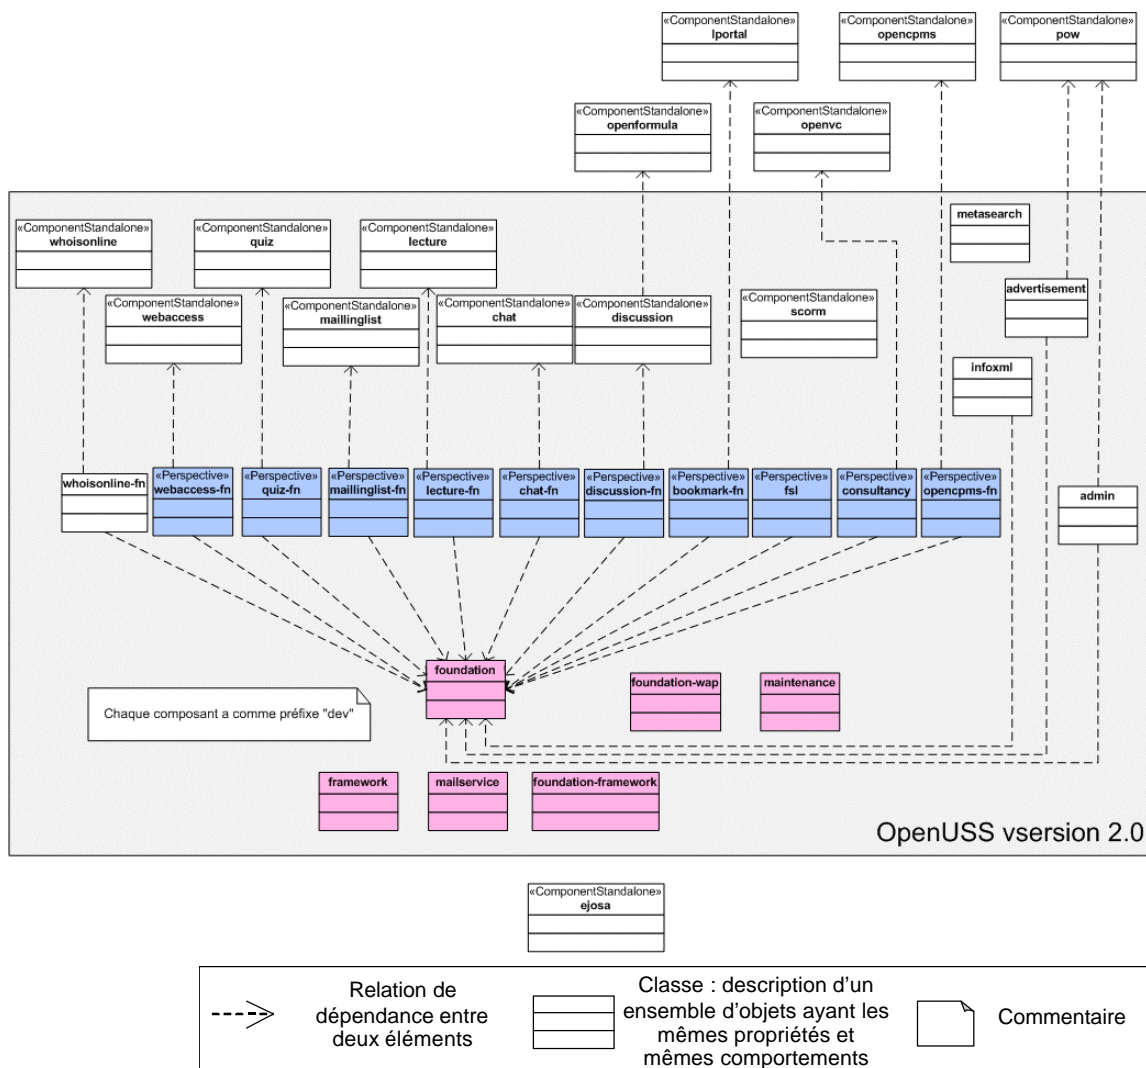 «ComponentStandalone»
lportal
«ComponentStandalone»
opencpms
«ComponentStandalone»
pow
«ComponentStandalone»
openformula
«ComponentStandalone»
openvc
«ComponentStandalone»
whoisonline
«ComponentStandalone»
quiz
«ComponentStandalone»
lecture
metasearch
«ComponentStandalone»
webaccess
«ComponentStandalone»
maillinglist
«ComponentStandalone»
chat
«ComponentStandalone»
discussion
«ComponentStandalone»
scorm
advertisement
infoxml
whoisonline-fn
«Perspective»
webaccess-fn
«Perspective»
quiz-fn
«Perspective»
maillinglist-fn
«Perspective»
lecture-fn
«Perspective»
chat-fn
«Perspective»
discussion-fn
«Perspective»
bookmark-fn
«Perspective»
fsl
«Perspective»
consultancy
«Perspective»
opencpms-fn
admin
foundation
foundation-wap
maintenance
Chaque composant a comme préfixe "dev"
framework
mailservice
foundation-framework
OpenUSS vsersion 2.0
«ComponentStandalone»
ejosa
Relation de
dépendance entre
deux éléments
Classe : description d'un
ensemble d'objets ayant les
mêmes propriétés et
mêmes comportements
Commentaire